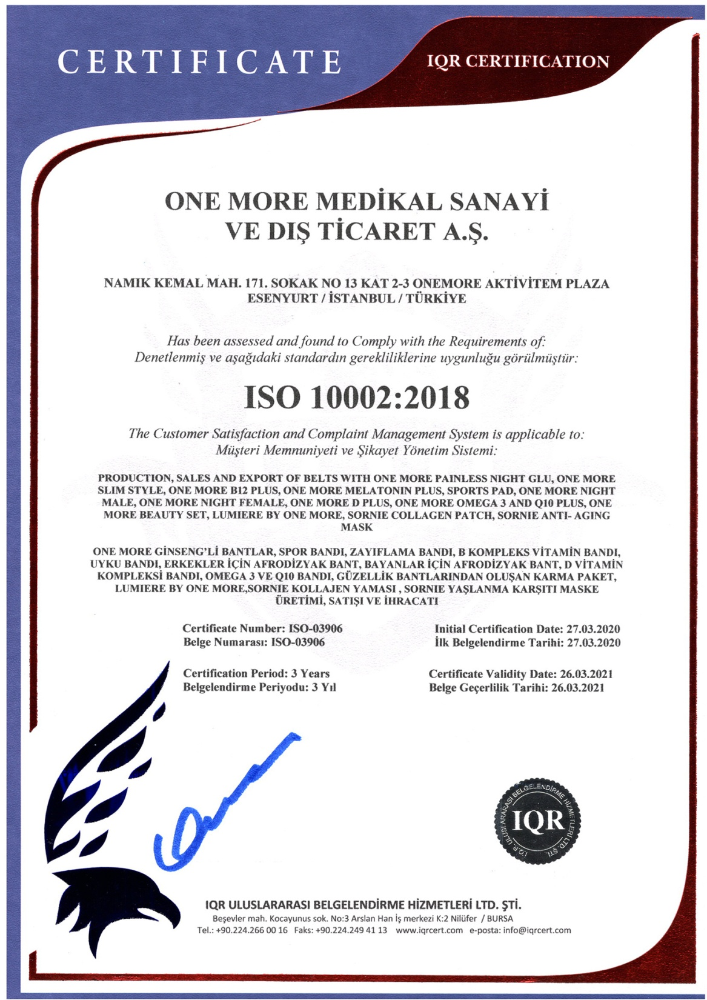 CERTIFICATE
IQR CERTIFICATION
ONE MORE MEDİKAL SANAYİ
VE DIŞ TİCARET A.Ş.
NAMIK KEMAL MAH. 171. SOKAK NO 13 KAT 2-3 ONEMORE AKTİVİTEM PLAZA
ESENYURT / İSTANBUL / TÜRKİYE
Has been assessed and found to Comply with the Requirements of:
Denetlenmiş ve aşağıdaki standardın gerekliliklerine uygunluğu görülmüştür:
ISO 10002:2018
The Customer Satisfaction and Complaint Management System is applicable to:
Müşteri Memnuniyeti ve Şikayet Yönetim Sistemi:
PRODUCTION, SALES AND EXPORT OF BELTS WITH ONE MORE PAINLESS NIGHT GLU, ONE MORE
SLIM STYLE, ONE MORE B12 PLUS, ONE MORE MELATONIN PLUS, SPORTS PAD, ONE MORE NIGHT
MALE, ONE MORE NIGHT FEMALE, ONE MORE D PLUS, ONE MORE OMEGA 3 AND Q10 PLUS, ONE
MORE BEAUTY SET, LUMIERE BY ONE MORE, SORNIE COLLAGEN PATCH, SORNIE ANTI- AGING
MASK
ONE MORE GİNSENG'Lİ BANTLAR, SPOR BANDI, ZAYIFLAMA BANDI, B KOMPLEKS VİTAMİN BANDI,
UYKU BANDI, ERKEKLER İÇİN AFRODİZYAK BANT, BAYANLAR İÇİN AFRODİZYAK BANT, D VİTAMİN
KOMPLEKSİ BANDI, OMEGA 3 VE Q10 BANDI, GÜZELLİK BANTLARINDAN OLUŞAN KARMA PAKET,
LUMIERE BY ONE MORE,SORNIE KOLLAJEN YAMASI , SORNIE YAŞLANMA KARŞITI MASKE
ÜRETİMİ, SATIŞI VE İHRACATI
Certificate Number: ISO-03906
Belge Numarası: ISO-03906
Initial Certification Date: 27.03.2020
İlk Belgelendirme Tarihi: 27.03.2020
Certification Period: 3 Years
Belgelendirme Periyodu: 3 Yıl
Certificate Validity Date: 26.03.2021
Belge Geçerlilik Tarihi: 26.03.2021
I.Q.R. ULUSLARARASI BELGELENDİRME HİZMETLERİ LTD. ŞTİ.
IQR
IQR ULUSLARARASI BELGELENDİRME HİZMETLERİ LTD. ŞTİ.
Beşevler mah. Kocayunus sok. No:3 Arslan Han İş merkezi K:2 Nilüfer / BURSA
Tel.: +90.224.266 00 16 Faks: +90.224.249 41 13 www.iqrcert.com e-posta: info@iqrcert.com